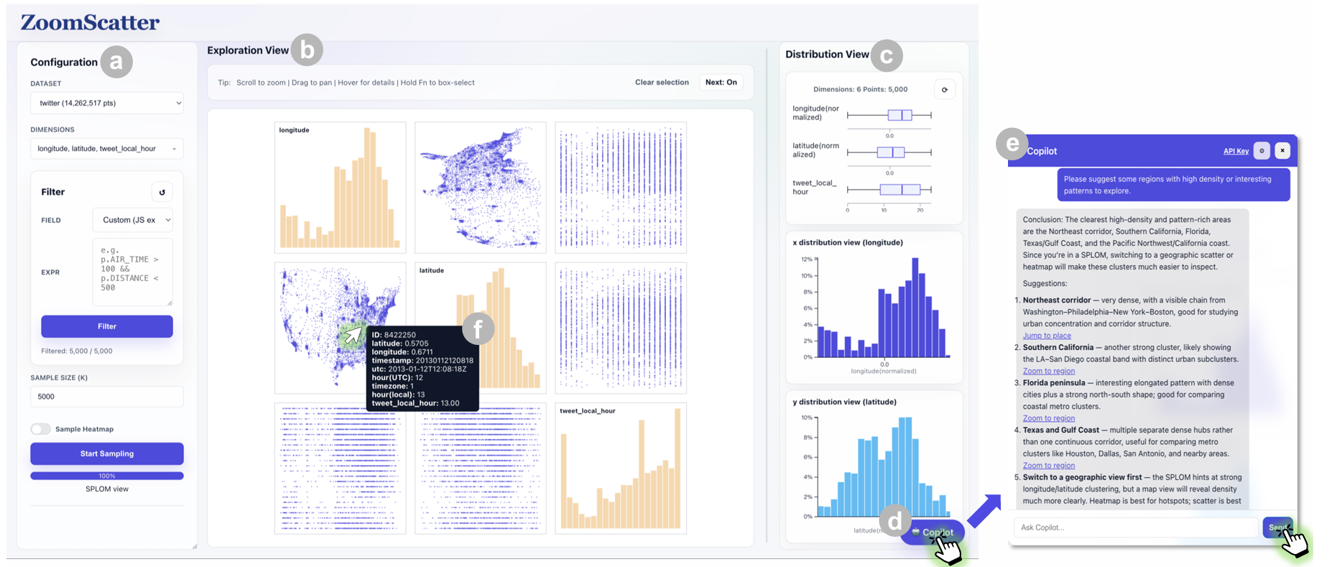 ZoomScatter
Configuration
a
DATASET
twitter (14,262,517 pts)
DIMENSIONS
longitude, latitude, tweet_local_hour
Filter
↺
FIELD
Custom (JS ex
EXPR
e.g.
p.AIR_TIME >
100 &&
p.DISTANCE <
500
Filter
Filtered: 5,000 / 5,000
SAMPLE SIZE (K)
5000
Sample Heatmap
Start Sampling
100%
SPLOM view
Exploration View
b
Tip: Scroll to zoom | Drag to pan | Hover for details | Hold Fn to box-select
Clear selection
Next: On
longitude
latitude
tweet_local_hour
f
ID: 8422250
latitude: 0.5705
longitude: 0.6711
timestamp: 20130112120818
utc: 2013-01-12T12:08:18Z
hour(UTC): 12
timezone: 1
hour(local): 13
tweet_local_hour: 13.00
Distribution View
c
Dimensions: 6 Points: 5,000
⟳
longitude(nor
malized)
0.0
latitude(norm
alized)
0.0
tweet_local_
hour
0 10 20
x distribution view (longitude)
12%
10%
8%
6%
4%
2%
0%
0.0
longitude(normalized)
y distribution view (latitude)
10%
8%
6%
4%
2%
0%
d
Copilot
e
Copilot
API Key
×
Please suggest some regions with high density or interesting
patterns to explore.
Conclusion: The clearest high-density and pattern-rich areas
are the Northeast corridor, Southern California, Florida,
Texas/Gulf Coast, and the Pacific Northwest/California coast.
Since you're in a SPLOM, switching to a geographic scatter or
heatmap will make these clusters much easier to inspect.
Suggestions:
1. Northeast corridor — very dense, with a visible chain from
Washington–Philadelphia–New York–Boston, good for studying
urban concentration and corridor structure.
Jump to place
2. Southern California — another strong cluster, likely showing
the LA–San Diego coastal band with distinct urban subclusters.
Zoom to region
3. Florida peninsula — interesting elongated pattern with dense
cities plus a strong north-south shape; good for comparing
coastal metro clusters.
Zoom to region
4. Texas and Gulf Coast — multiple separate dense hubs rather
than one continuous corridor, useful for comparing metro
clusters like Houston, Dallas, San Antonio, and nearby areas.
Zoom to region
5. Switch to a geographic view first — the SPLOM hints at strong
longitude/latitude clustering, but a map view will reveal density
much more clearly. Heatmap is best for hotspots; scatter is best
Ask Copilot...
Send